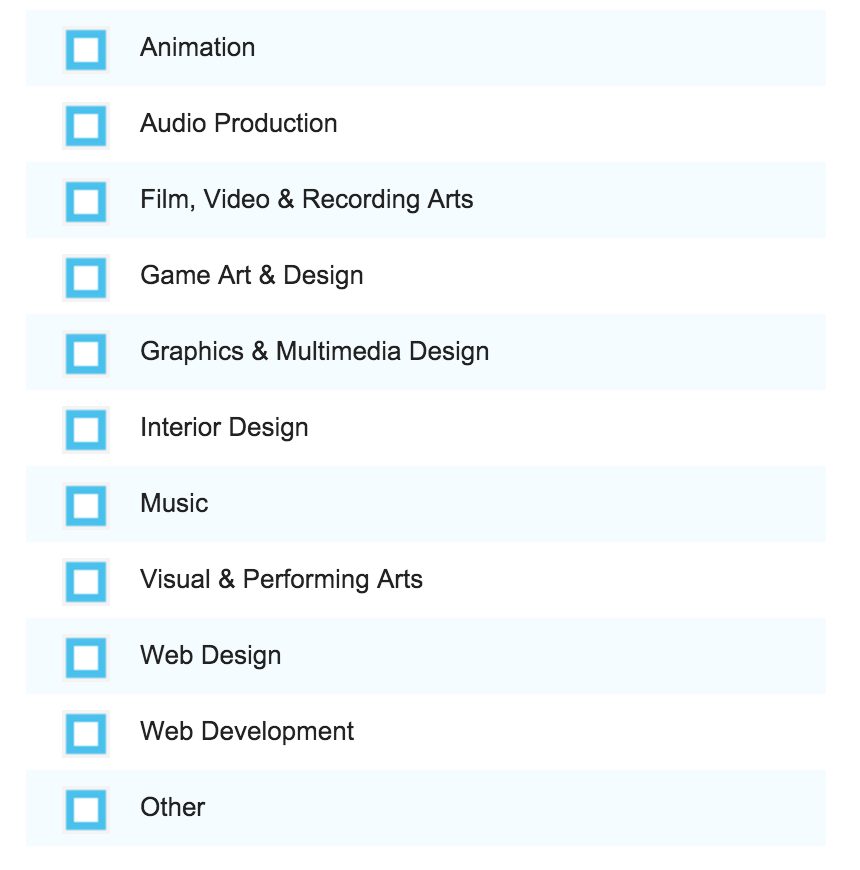 Animation
Audio Production
Film, Video & Recording Arts
Game Art & Design
Graphics & Multimedia Design
Interior Design
Music
Visual & Performing Arts
Web Design
Web Development
Other